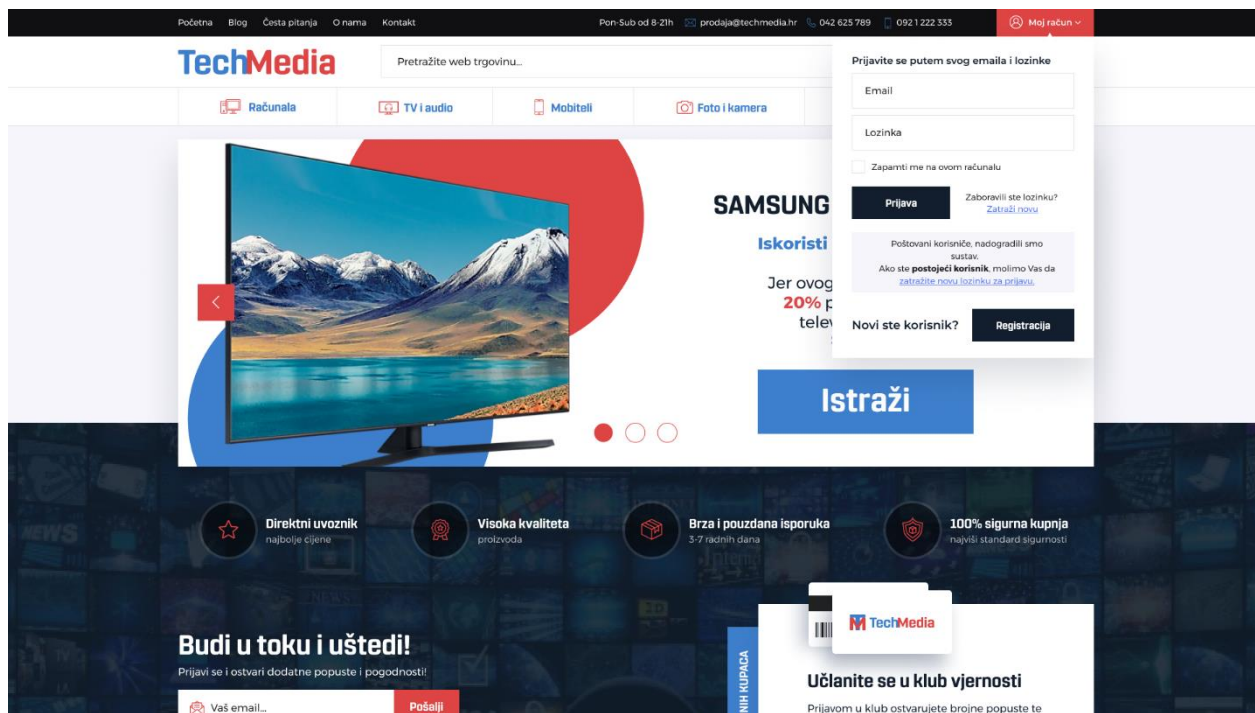 Početna Blog Česta pitanja O nama Kontakt Pon-Sub od 8-21h prodaja@techmedia.hr 042 625 789 092 1 222 333 Moj račun
TechMedia
Pretražite web trgovinu...
Računala TV i audio Mobiteli Foto i kamera
Prijavite se putem svog emaila i lozinke
Email
Lozinka
Zapamti me na ovom računalu
Prijava
Zaboravili ste lozinku?
Zatraži novu
Poštovani korisniče, nadogradili smo
sustav.
Ako ste postojeći korisnik, molimo Vas da
zatražite novu lozinku za prijavu.
Novi ste korisnik?
Registracija
SAMSUNG
Iskoristi
Jer ovog
20%
Istraži
Direktni uvoznik
najbolje cijene
Visoka kvaliteta
proizvoda
Brza i pouzdana isporuka
3-7 radnih dana
100% sigurna kupnja
najviši standard sigurnosti
NEWS
Budi u toku i uštedi!
Prijavi se i ostvari dodatne popuste i pogodnosti!
Vaš email...
Pošalji
KUPACA
TechMedia
Učlanite se u klub vjernosti
Prijavom u klub ostvarujete brojne popuste te